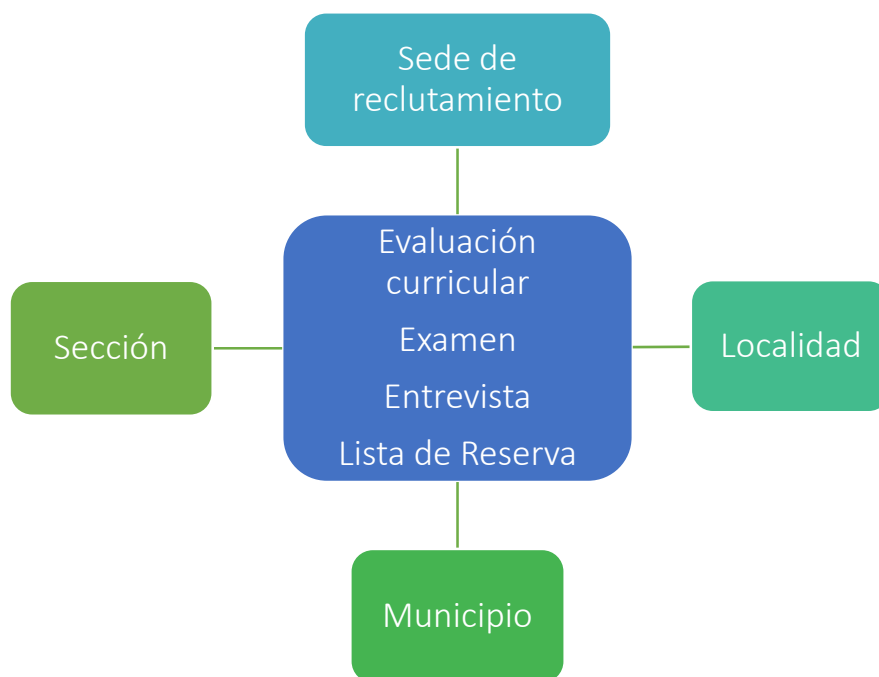 Sede de
reclutamiento
Evaluación
curricular
Examen
Entrevista
Lista de Reserva
Sección
Localidad
Municipio